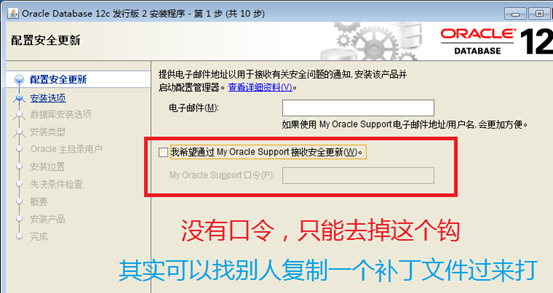 Oracle Database 12c 发行版 2 安装程序 - 第 1 步 (共 10 步)
配置安全更新
ORACLE
DATABASE 12
配置安全更新
安装选项
数据库安装选项
安装类型
Oracle 主目录用户
安装位置
先决条件检查
概要
安装产品
完成
提供电子邮件地址以用于接收有关安全问题的通知, 安装该产品并
启动配置管理器。查看详细资料(V)。
电子邮件(M):
如果使用 My Oracle Support 电子邮件地址/用户名, 会更加方便。
我希望通过 My Oracle Support 接收安全更新(W)。
My Oracle Support 口令(P):
没有口令，只能去掉这个钩
其实可以找别人复制一个补丁文件过来打